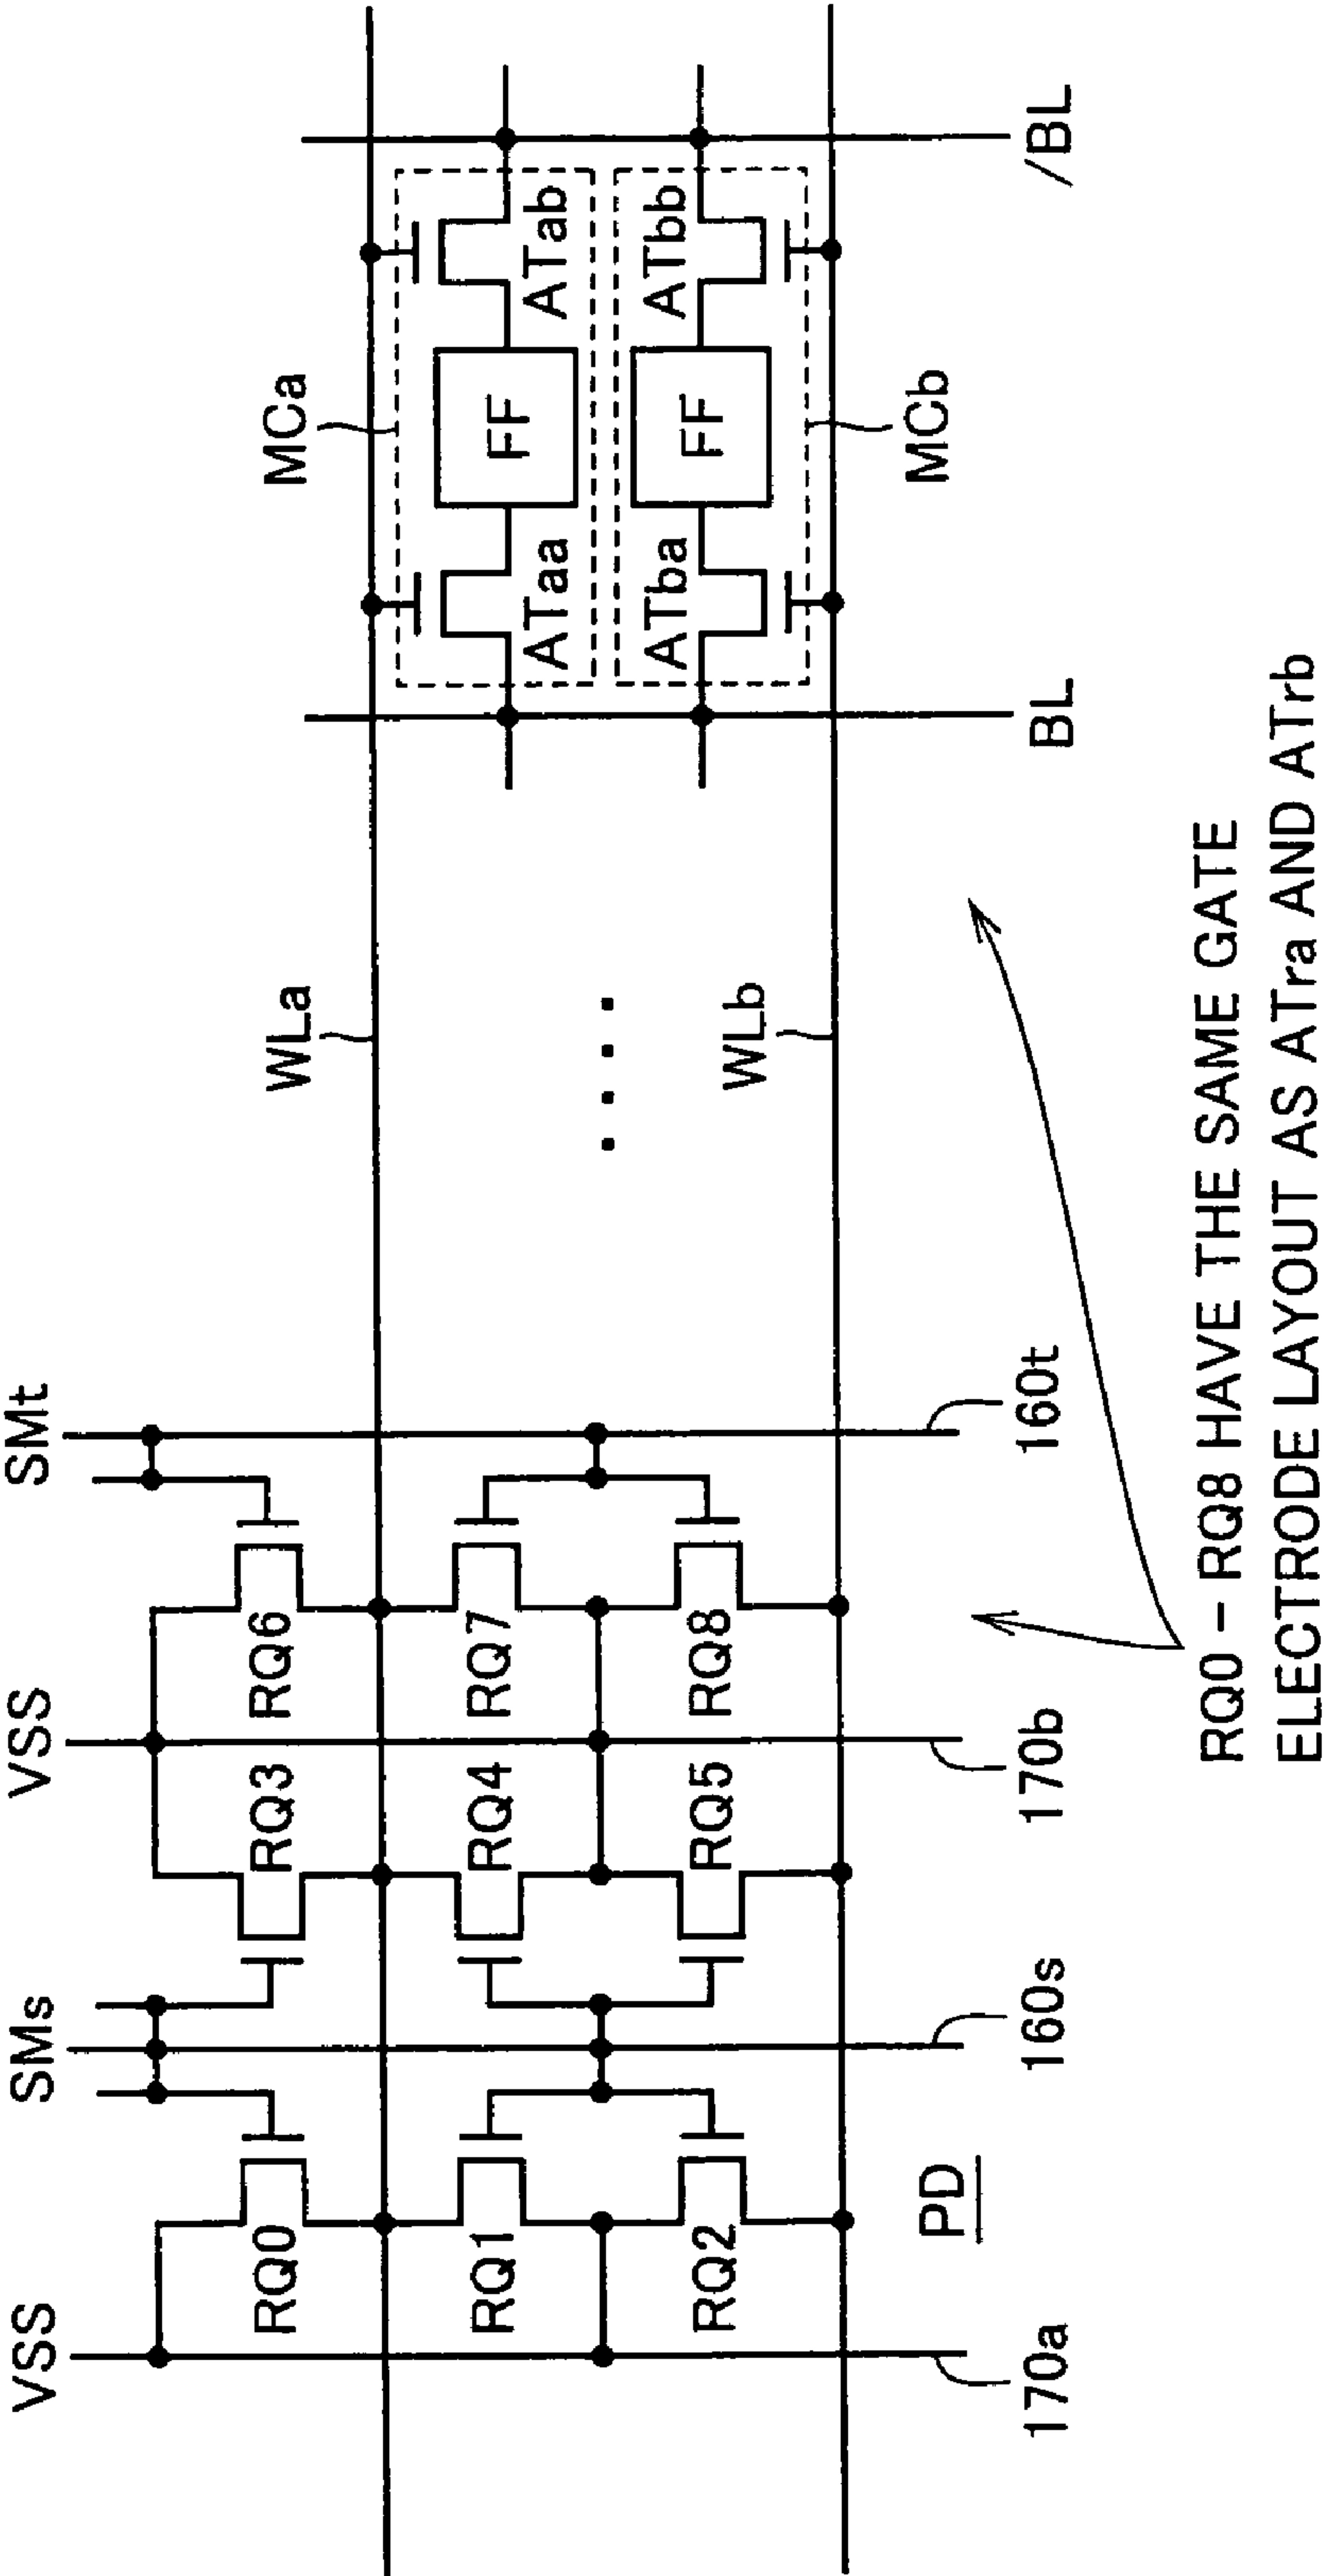 VSS SMs VSS SMt
RQ0 RQ3 RQ6
WLa
MCa
RQ1 RQ4 RQ7
FF
ATaa ATab
RQ2 RQ5 RQ8
WLb
ATba ATbb
FF
PD
MCb
170a 160s 170b 160t
BL /BL
RQ0 – RQ8 HAVE THE SAME GATE
ELECTRODE LAYOUT AS ATra AND ATrb